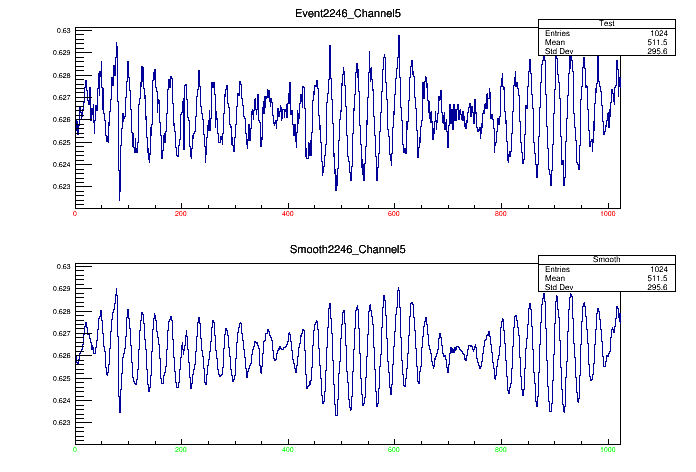 Event2246_Channel5
Test
Entries 1024
Mean 511.5
Std Dev 295.6
0.63
0.629
0.628
0.627
0.626
0.625
0.624
0.623
0 200 400 600 800 1000
Smooth2246_Channel5
Smooth
Entries 1024
Mean 511.5
Std Dev 295.6
0.63
0.629
0.628
0.627
0.626
0.625
0.624
0.623
0 200 400 600 800 1000